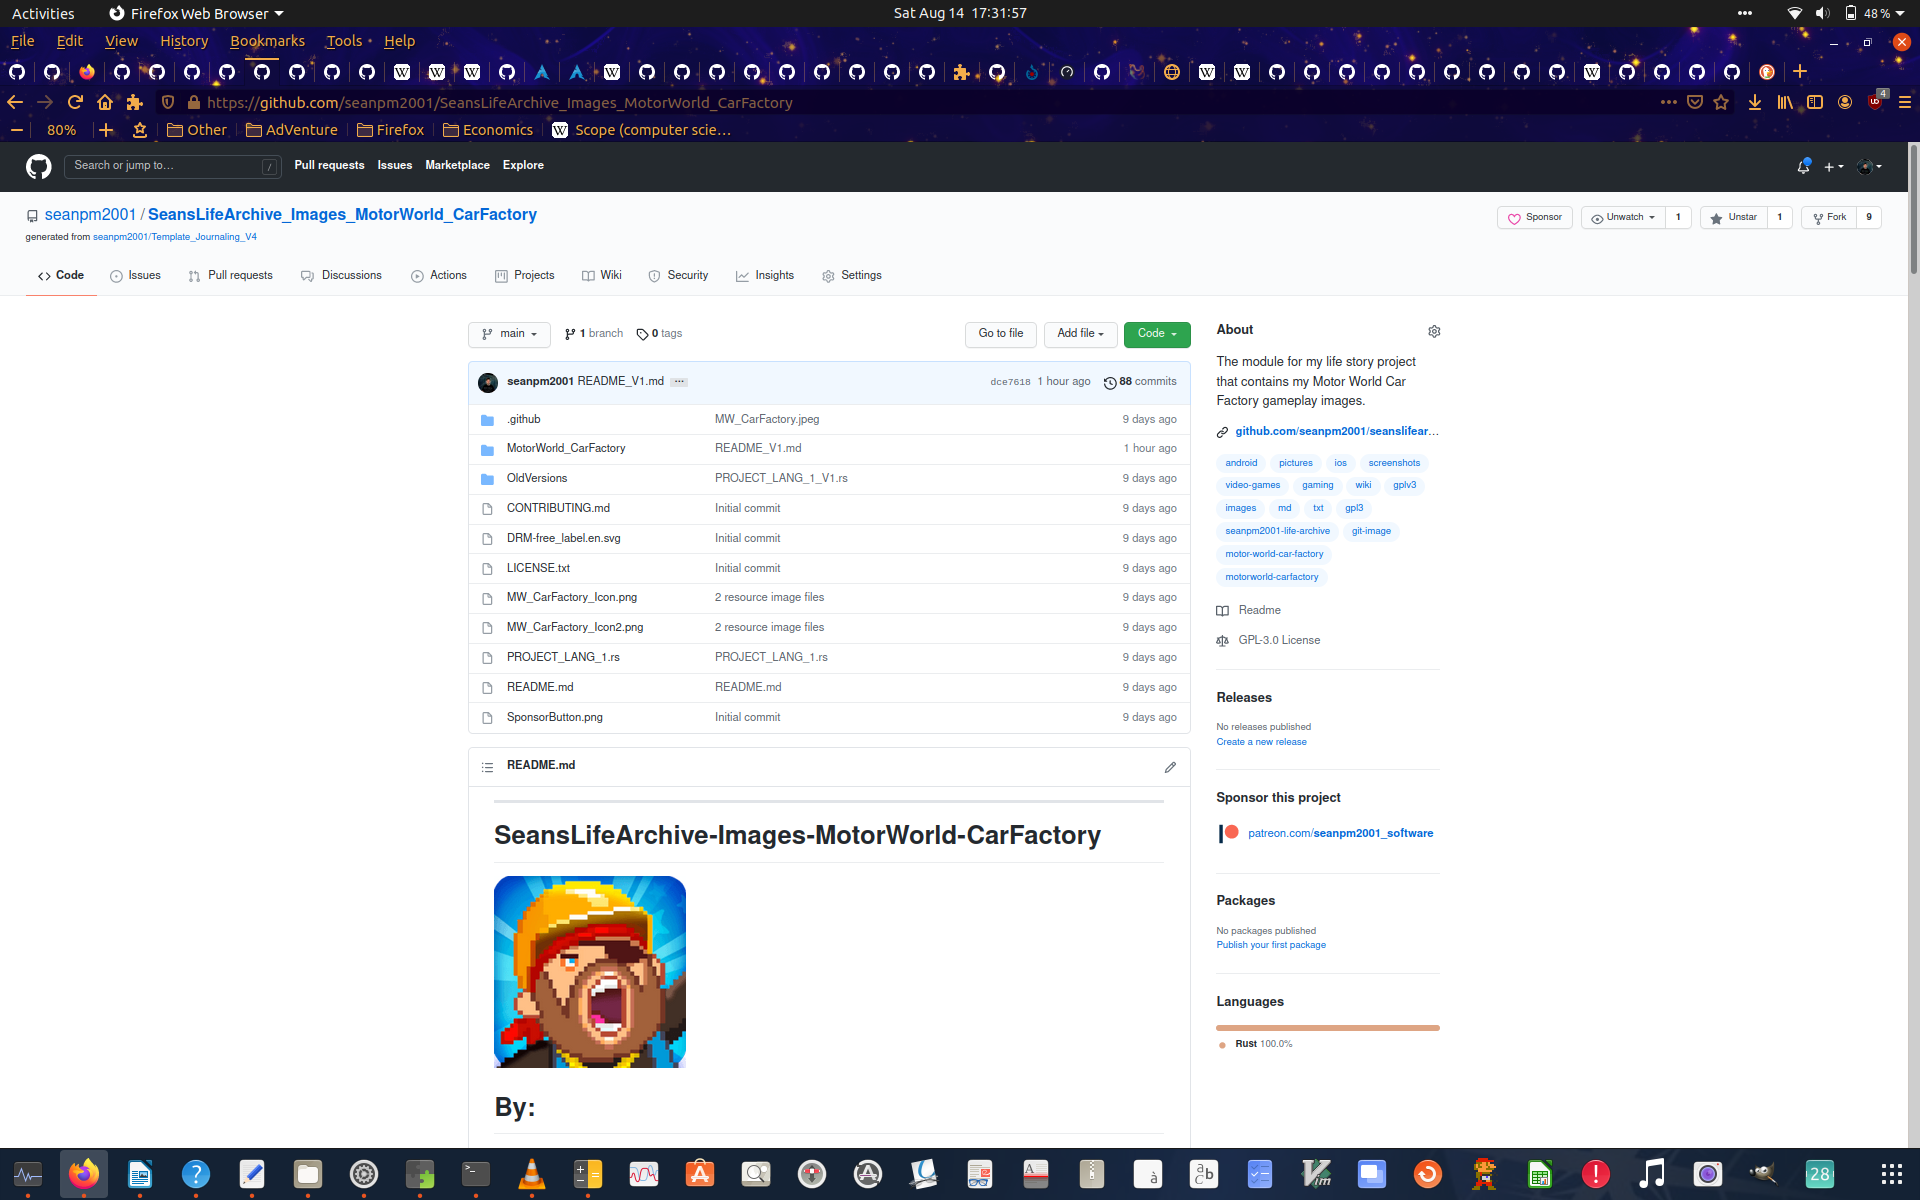 Activities Firefox Web Browser Sat Aug 14 17:31:57 48 %
File Edit View History Bookmarks Tools Help
https://github.com/seanpm2001/SeansLifeArchive_Images_MotorWorld_CarFactory 4
80% Other AdVenture Firefox Economics Scope (computer scie…
Search or jump to… / Pull requests Issues Marketplace Explore
seanpm2001 / SeansLifeArchive_Images_MotorWorld_CarFactory Sponsor Unwatch 1 Unstar 1 Fork 9
generated from seanpm2001/Template_Journaling_V4
Code Issues Pull requests Discussions Actions Projects Wiki Security Insights Settings
main 1 branch 0 tags Go to file Add file Code
seanpm2001 README_V1.md ... dce7618 1 hour ago 88 commits
.github MW_CarFactory.jpeg 9 days ago
MotorWorld_CarFactory README_V1.md 1 hour ago
OldVersions PROJECT_LANG_1_V1.rs 9 days ago
CONTRIBUTING.md Initial commit 9 days ago
DRM-free_label.en.svg Initial commit 9 days ago
LICENSE.txt Initial commit 9 days ago
MW_CarFactory_Icon.png 2 resource image files 9 days ago
MW_CarFactory_Icon2.png 2 resource image files 9 days ago
PROJECT_LANG_1.rs PROJECT_LANG_1.rs 9 days ago
README.md README.md 9 days ago
SponsorButton.png Initial commit 9 days ago
README.md
SeansLifeArchive-Images-MotorWorld-CarFactory
By:
About
The module for my life story project
that contains my Motor World Car
Factory gameplay images.
github.com/seanpm2001/seanslifear…
android pictures ios screenshots
video-games gaming wiki gplv3
images md txt gpl3
seanpm2001-life-archive git-image
motor-world-car-factory
motorworld-carfactory
Readme
GPL-3.0 License
Releases
No releases published
Create a new release
Sponsor this project
patreon.com/seanpm2001_software
Packages
No packages published
Publish your first package
Languages
Rust 100.0%
28